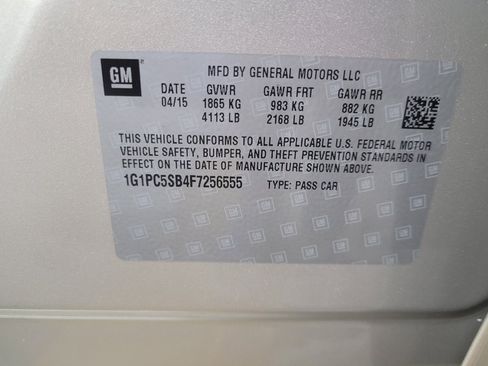 GM
MFD BY GENERAL MOTORS LLC
DATE GVWR GAWR FRT GAWR RR
04/15 1865 KG 983 KG 882 KG
4113 LB 2168 LB 1945 LB
THIS VEHICLE CONFORMS TO ALL APPLICABLE U.S. FEDERAL MOTOR
VEHICLE SAFETY, BUMPER, AND THEFT PREVENTION STANDARDS IN
EFFECT ON THE DATE OF MANUFACTURE SHOWN ABOVE.
1G1PC5SB4F7256555 TYPE: PASS CAR